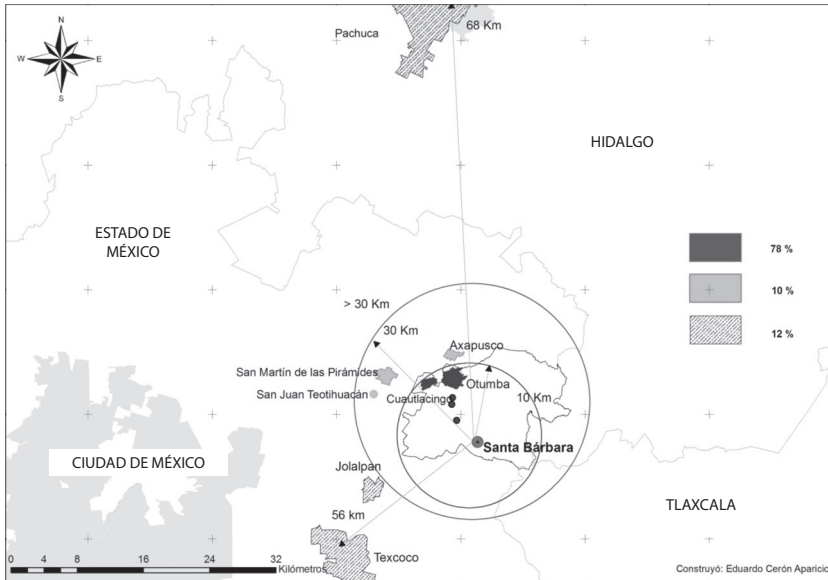 Pachuca
68 Km
N
W E
S
HIDALGO
ESTADO DE
MÉXICO
78 %
10 %
12 %
> 30 Km
30 Km
Axapusco
San Martín de las Pirámides
Otumba
San Juan Teotihuacán
Cuautlacingo
10 Km
Santa Bárbara
CIUDAD DE MÉXICO
Jolalpan
TLAXCALA
56 km
Texcoco
0 2 4 8 16 24 32
Kilómetros
Construyó: Eduardo Cerón Aparicio